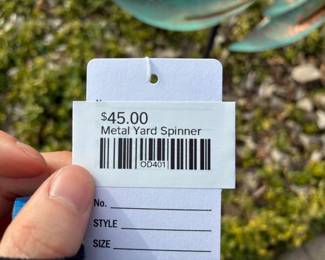 $45.00
Metal Yard Spinner
OD401
No.
STYLE
SIZE